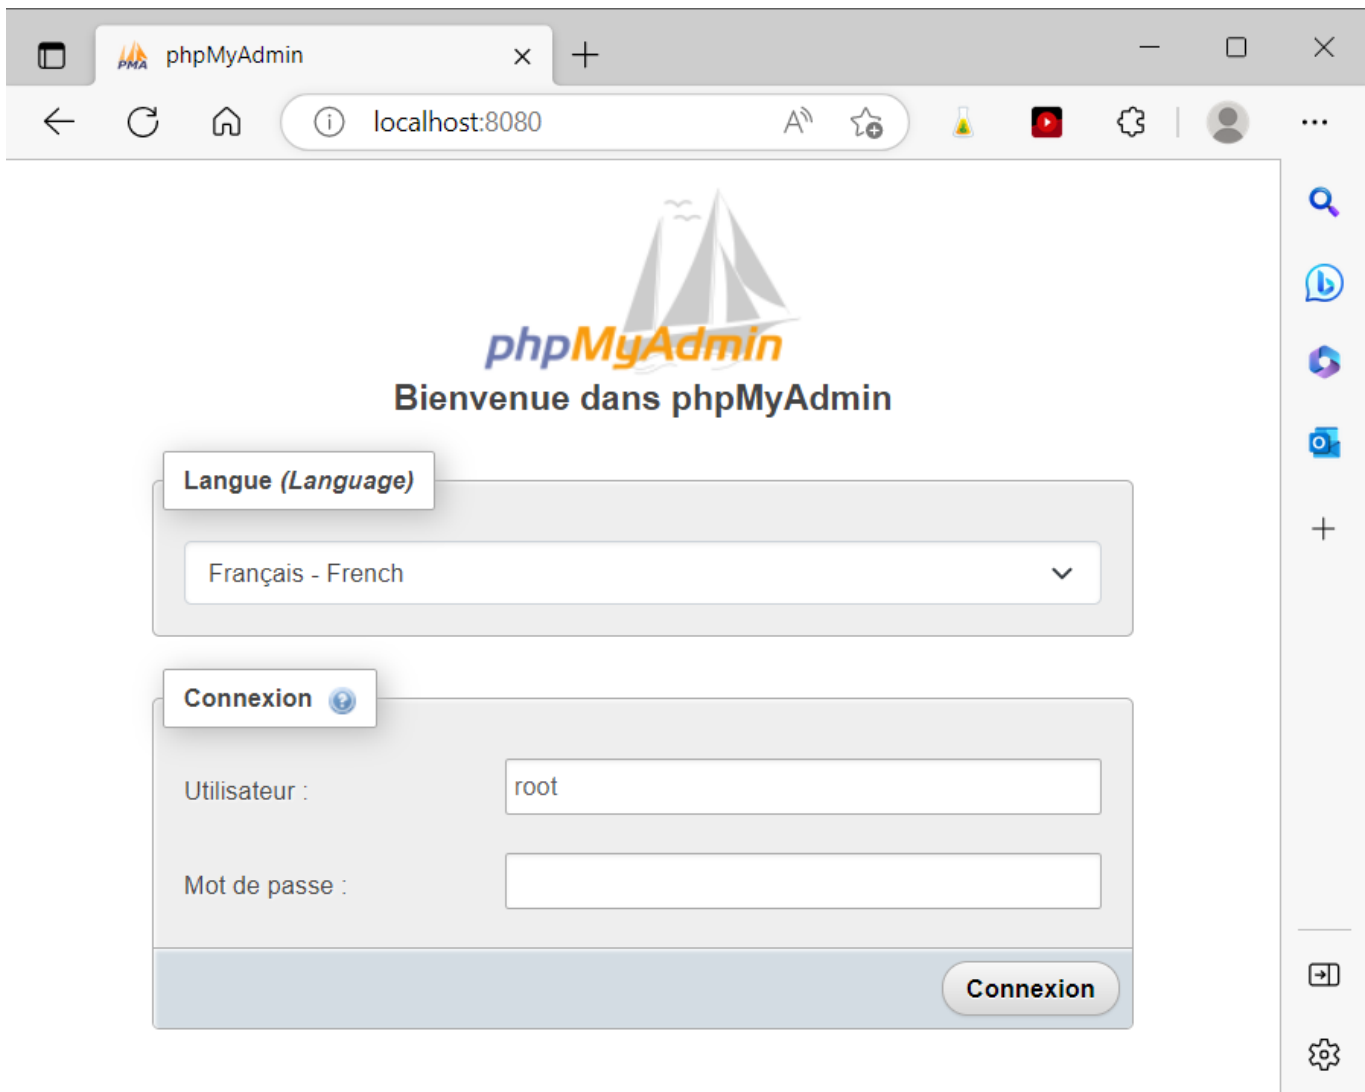 phpMyAdmin
localhost:8080
phpMyAdmin
Bienvenue dans phpMyAdmin
Langue (Language)
Français - French
Connexion
Utilisateur :
root
Mot de passe :
Connexion